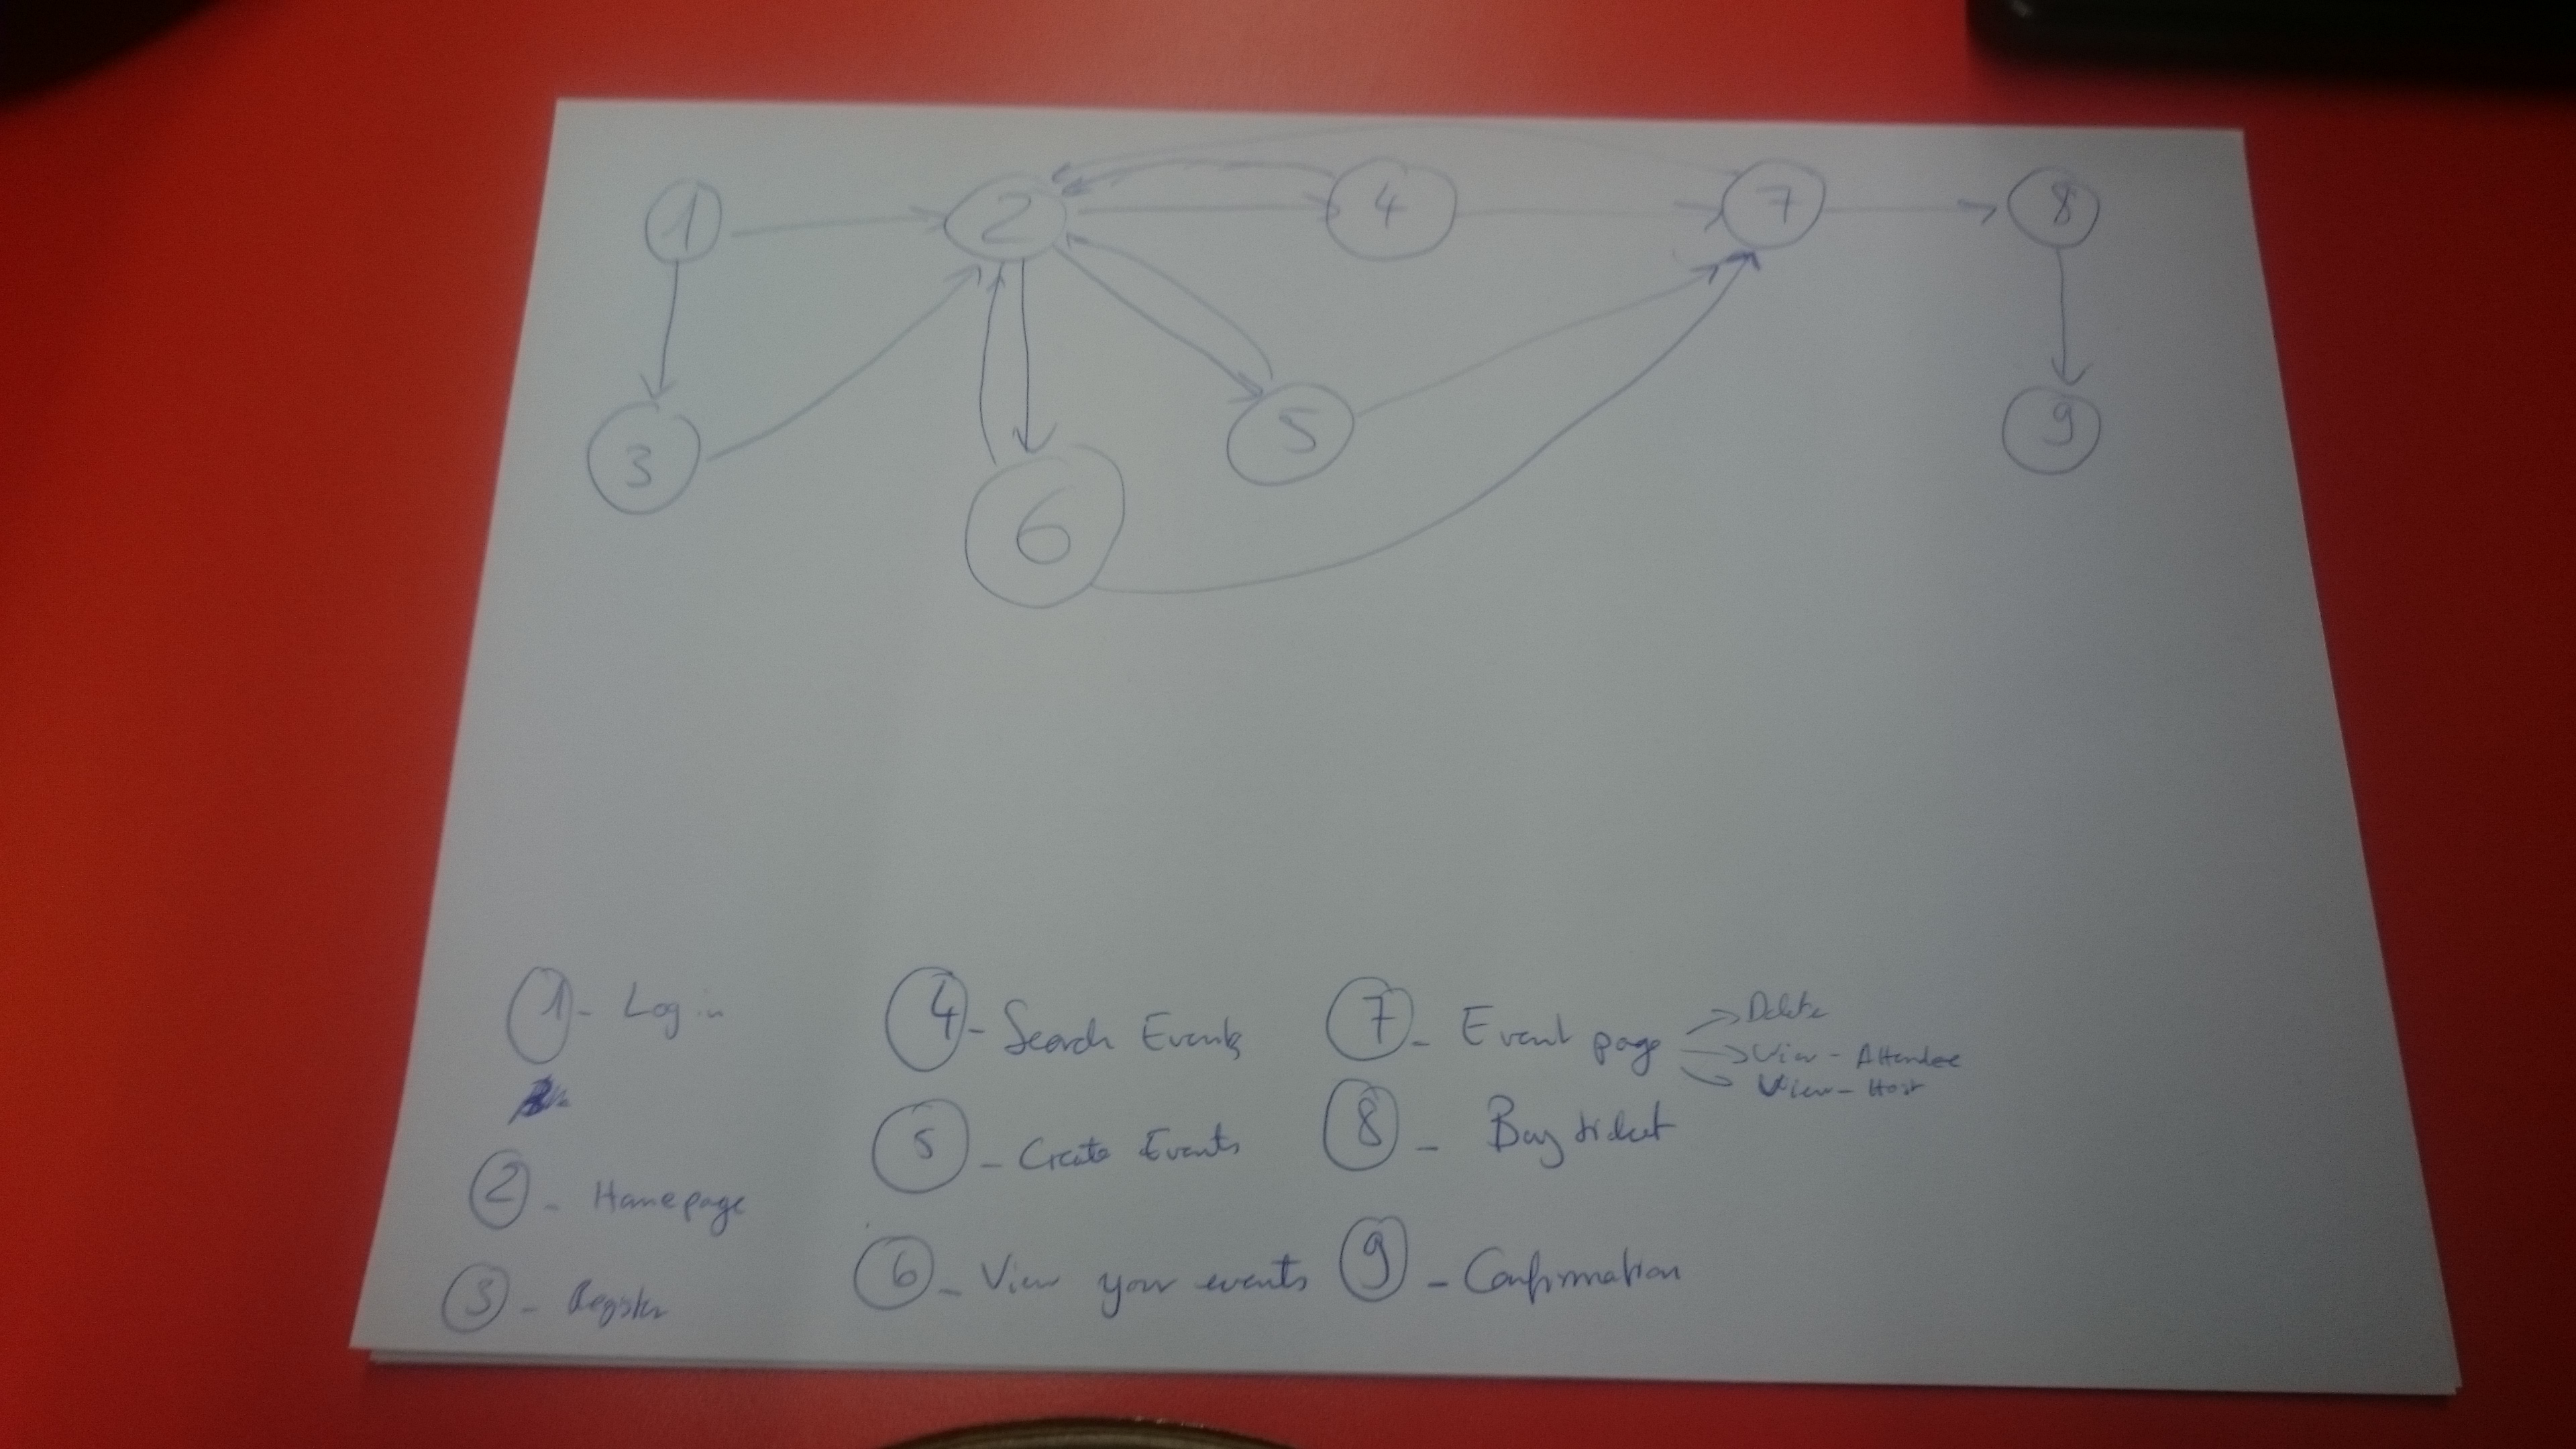 1
2
4
7
8
3
6
5
9
1 - Log in
2 - Homepage
3 - Register
4 - Search Events
5 - Create Events
6 - View your events
7 - Event page
Delete
View - Attendee
View - Host
8 - Buy ticket
9 - Confirmation